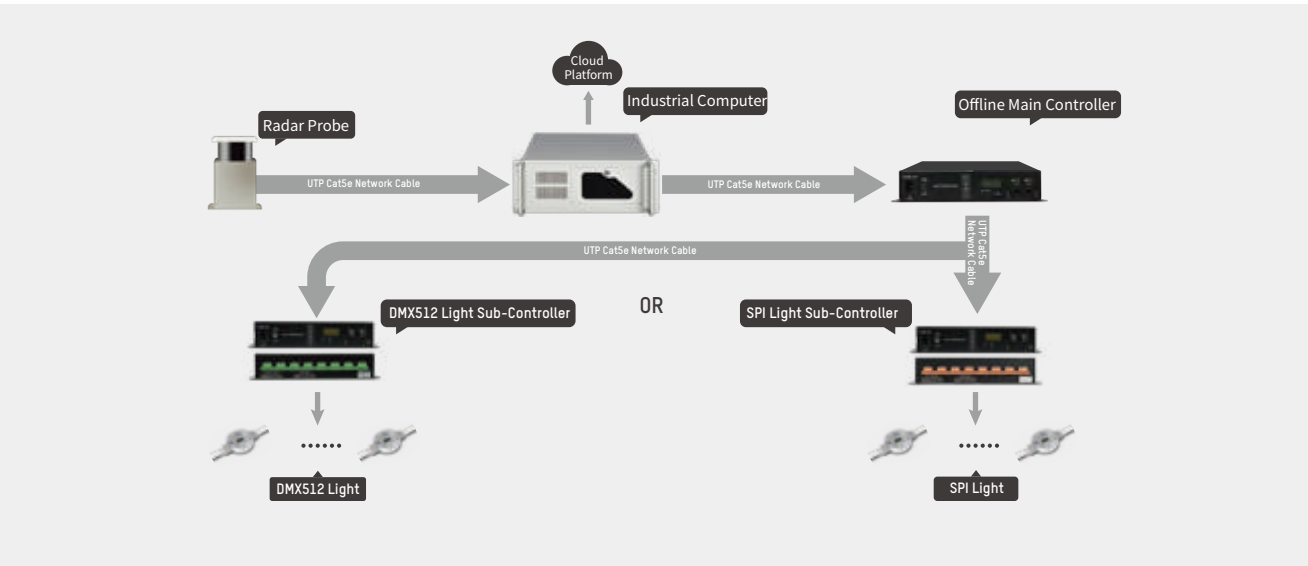 Cloud
Platform
Industrial Computer
Offline Main Controller
Radar Probe
UTP Cat5e Network Cable
UTP Cat5e Network Cable
UTP Cat5e Network Cable
UTP Cat5e
Network Cable
DMX512 Light Sub-Controller
OR
SPI Light Sub-Controller
DMX512 Light
SPI Light